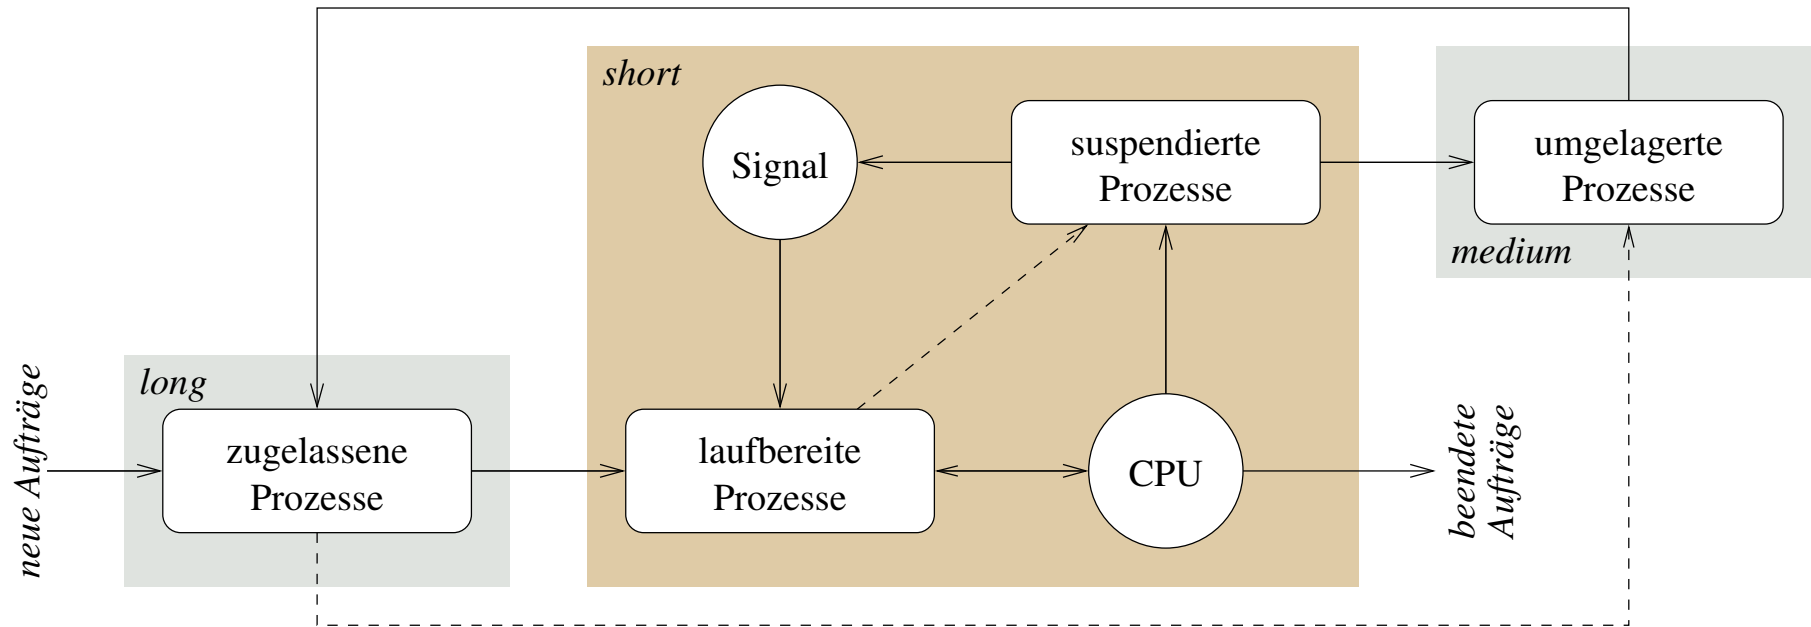 short
Signal
suspendierte
Prozesse
umgelagerte
Prozesse
medium
long
neue Aufträge
zugelassene
Prozesse
laufbereite
Prozesse
CPU
beendete
Aufträge